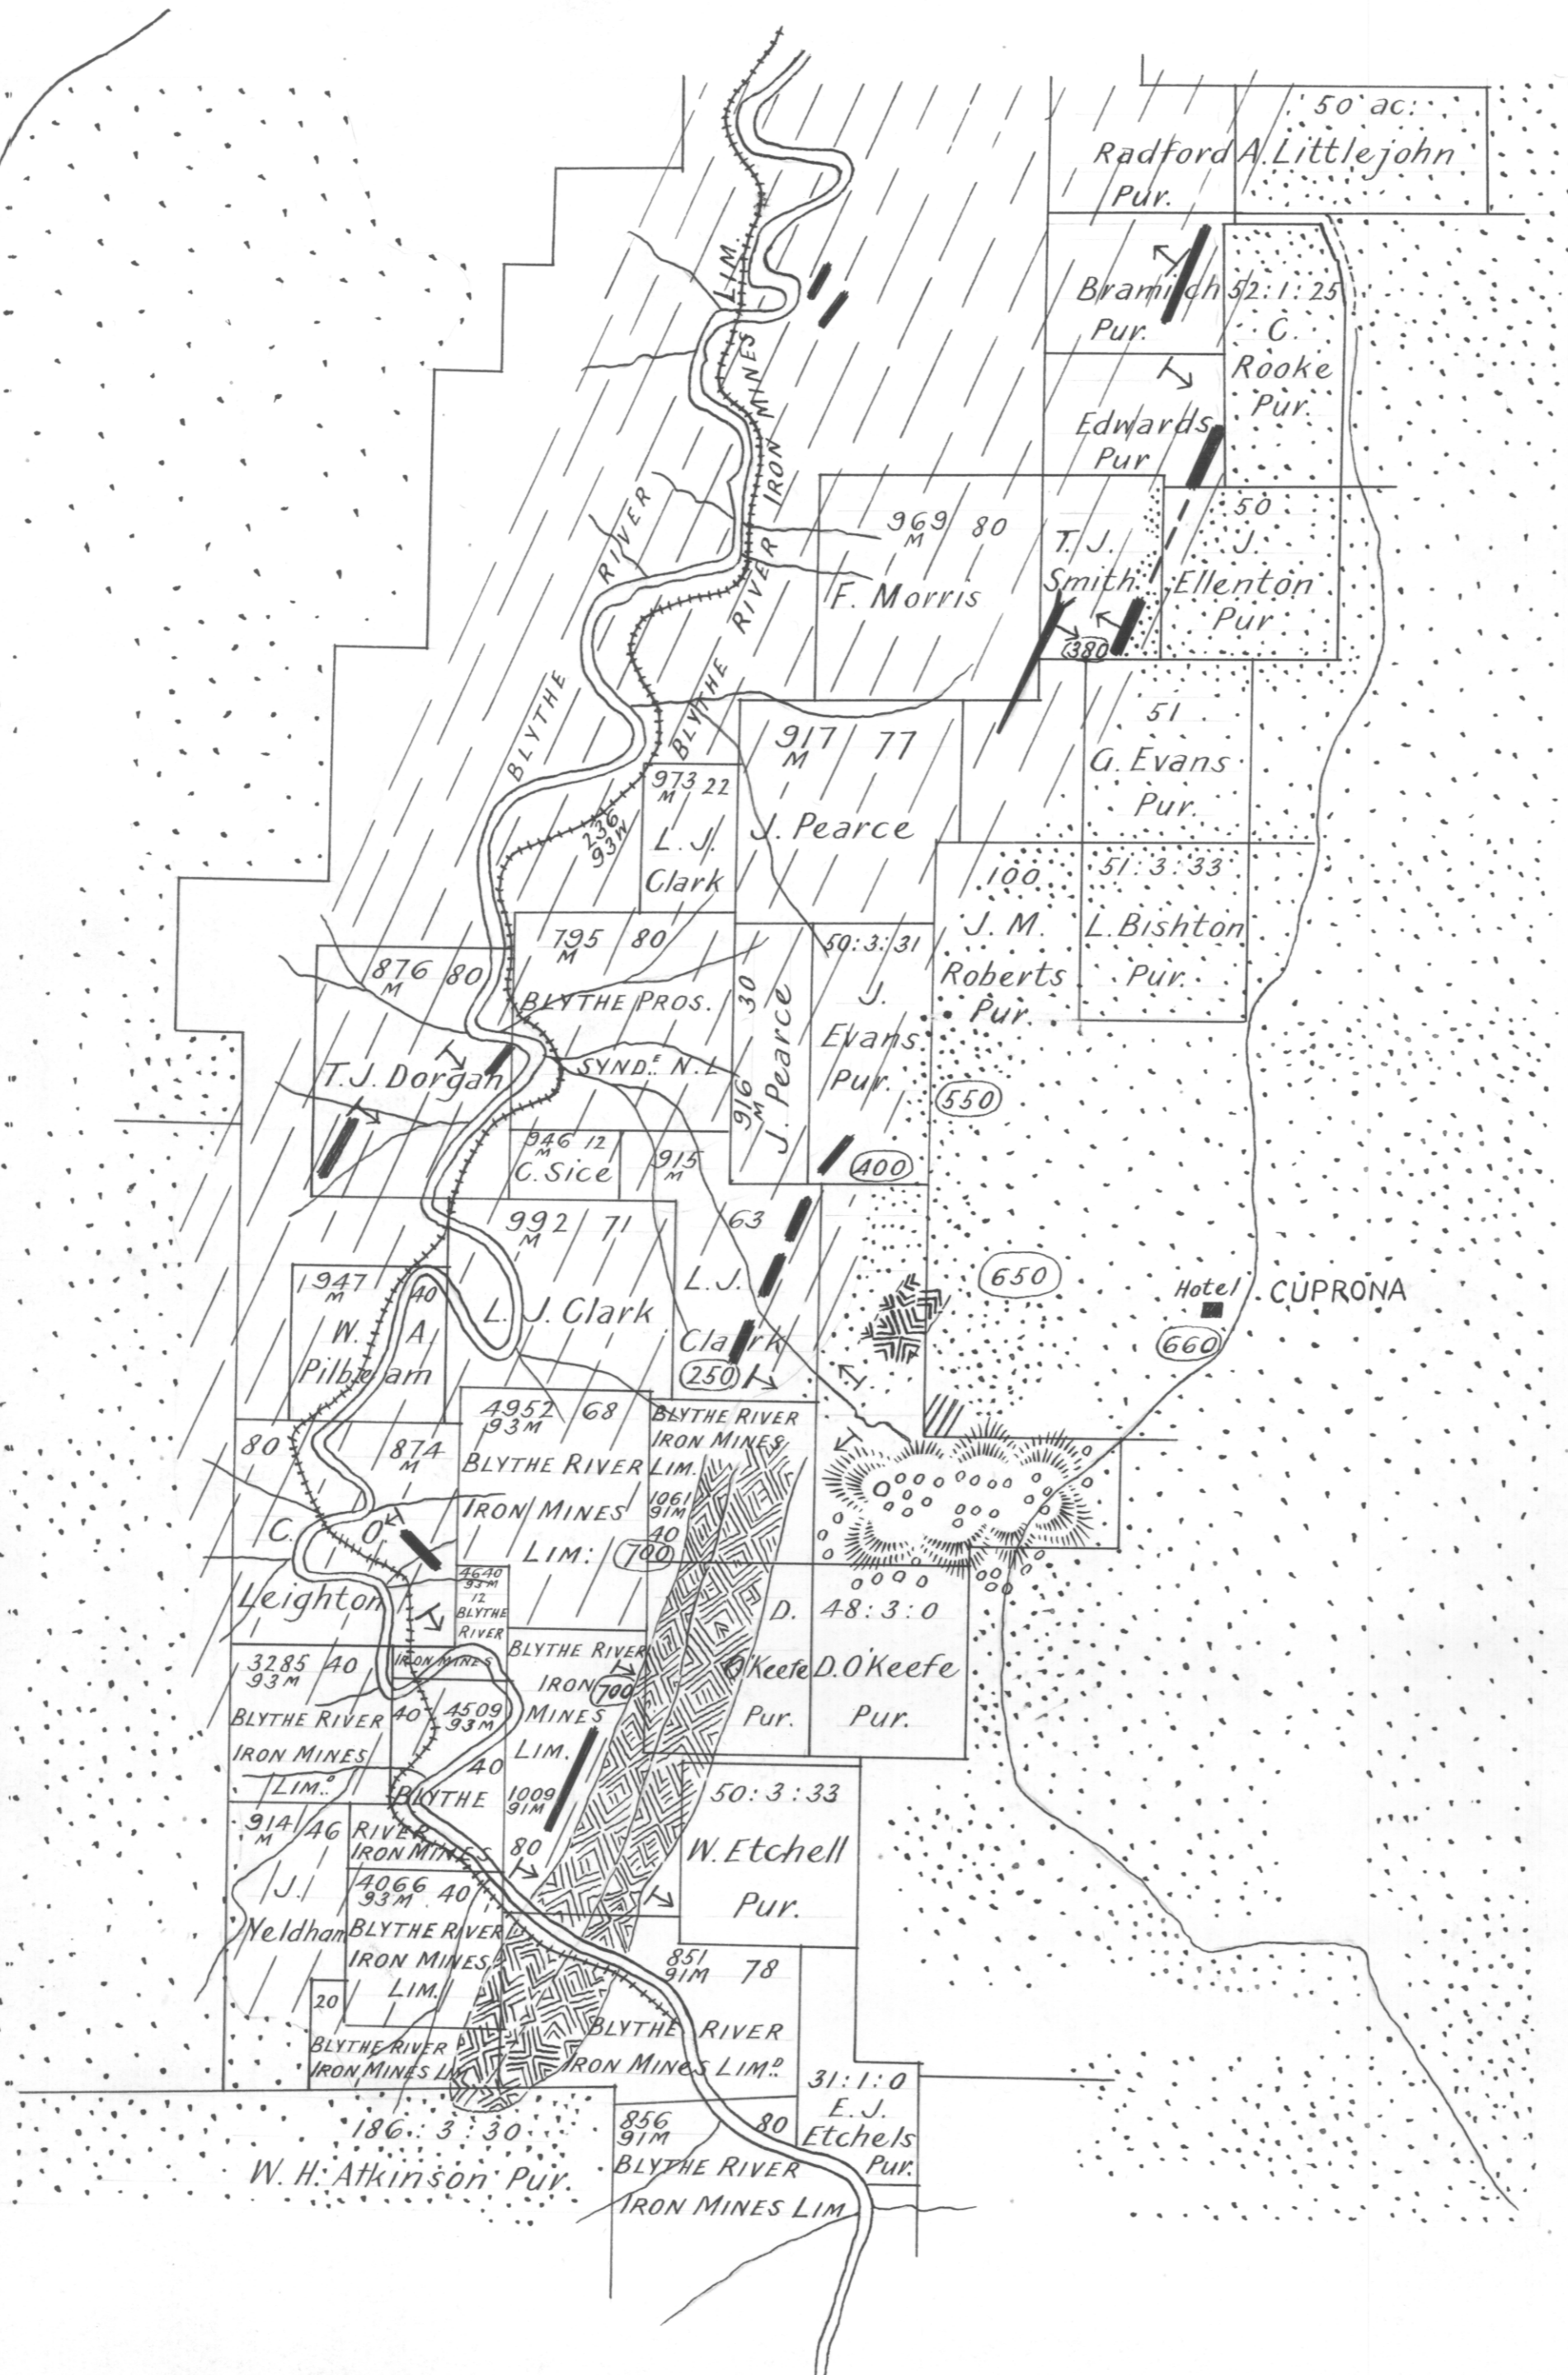 50 ac:
Radford
Pur.
A. Littlejohn
Bramich
Pur.
52:1:25
C.
Rooke
Pur.
Edwards
Pur
BLYTHE RIVER IRON MINES LIM.
BLYTHE RIVER
969
M
80
F. Morris
T. J.
Smith
380
50
J.
Ellenton
Pur
917
M
77
J. Pearce
51
G. Evans
Pur.
973
M
22
L. J.
Clark
236
93W
100
J. M.
Roberts
Pur.
51:3:33
L. Bishton
Pur.
876
M
80
T.J. Dorgan
795
M
80
BLYTHE PROS.
SYND.E N.L
916
M
30
J. Pearce
50:3:31
J.
Evans
Pur.
550
400
946
M
12
C. Sice
915
M
63
L. J.
Clark
250
992
M
71
L. J. Clark
650
Hotel
CUPRONA
660
947
M
40
W. A
Pilbeam
80
874
M
C. O
Leighton
4952
93M
68
BLYTHE RIVER
IRON MINES
LIM:
700
BLYTHE RIVER
IRON MINES
LIM.
1061
91M
40
4640
93M
12
BLYTHE
RIVER
IRON MINES
D.
O'Keefe
Pur.
48:3:0
D. O'Keefe
Pur.
3285
93M
40
BLYTHE RIVER
IRON MINES
LIM.D
40
4509
93M
40
BLYTHE
RIVER
IRON MINES
BLYTHE RIVER
IRON
MINES
LIM.
700
1009
91M
80
50:3:33
W. Etchell
Pur.
914
M
46
J.
Neldham
4066
93M
40
BLYTHE RIVER
IRON MINES
LIM.
20
BLYTHE RIVER
IRON MINES LIM
851
91M
78
BLYTHE RIVER
IRON MINES LIM.D
31:1:0
E. J.
Etchels
Pur.
186:3:30
W. H. Atkinson Pur.
856
91M
80
BLYTHE RIVER
IRON MINES LIM